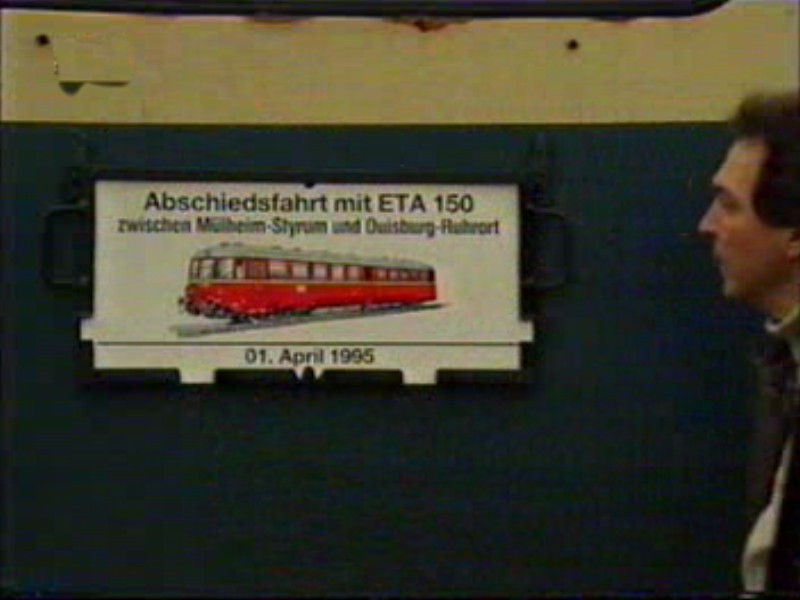 Abschiedsfahrt mit ETA 150
zwischen Mülheim-Styrum und Duisburg-Ruhrort
01. April 1995